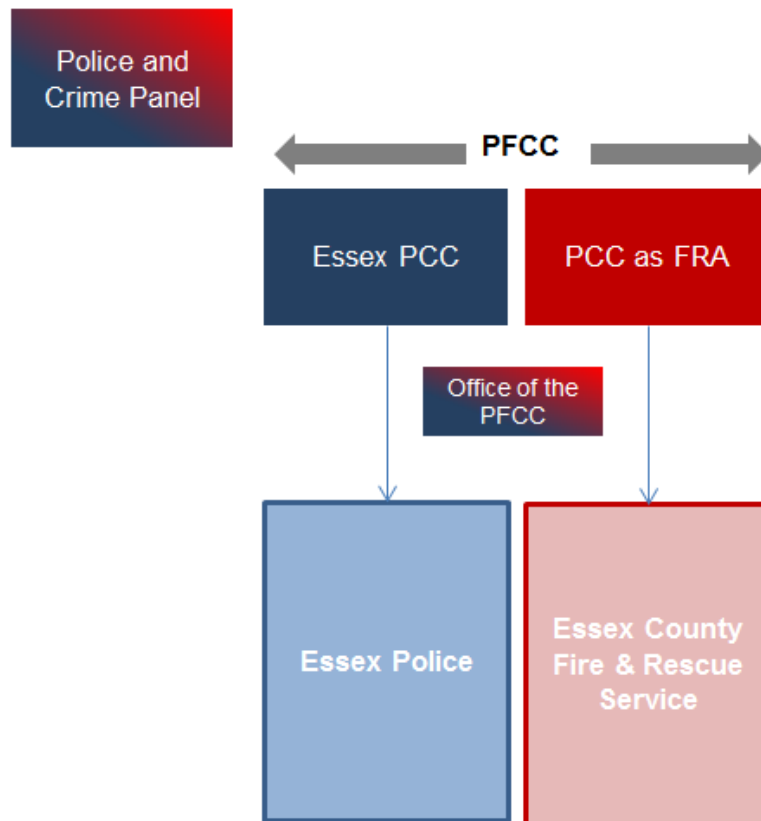 Police and
Crime Panel
PFCC
Essex PCC
PCC as FRA
Office of the
PFCC
Essex Police
Essex County
Fire & Rescue
Service